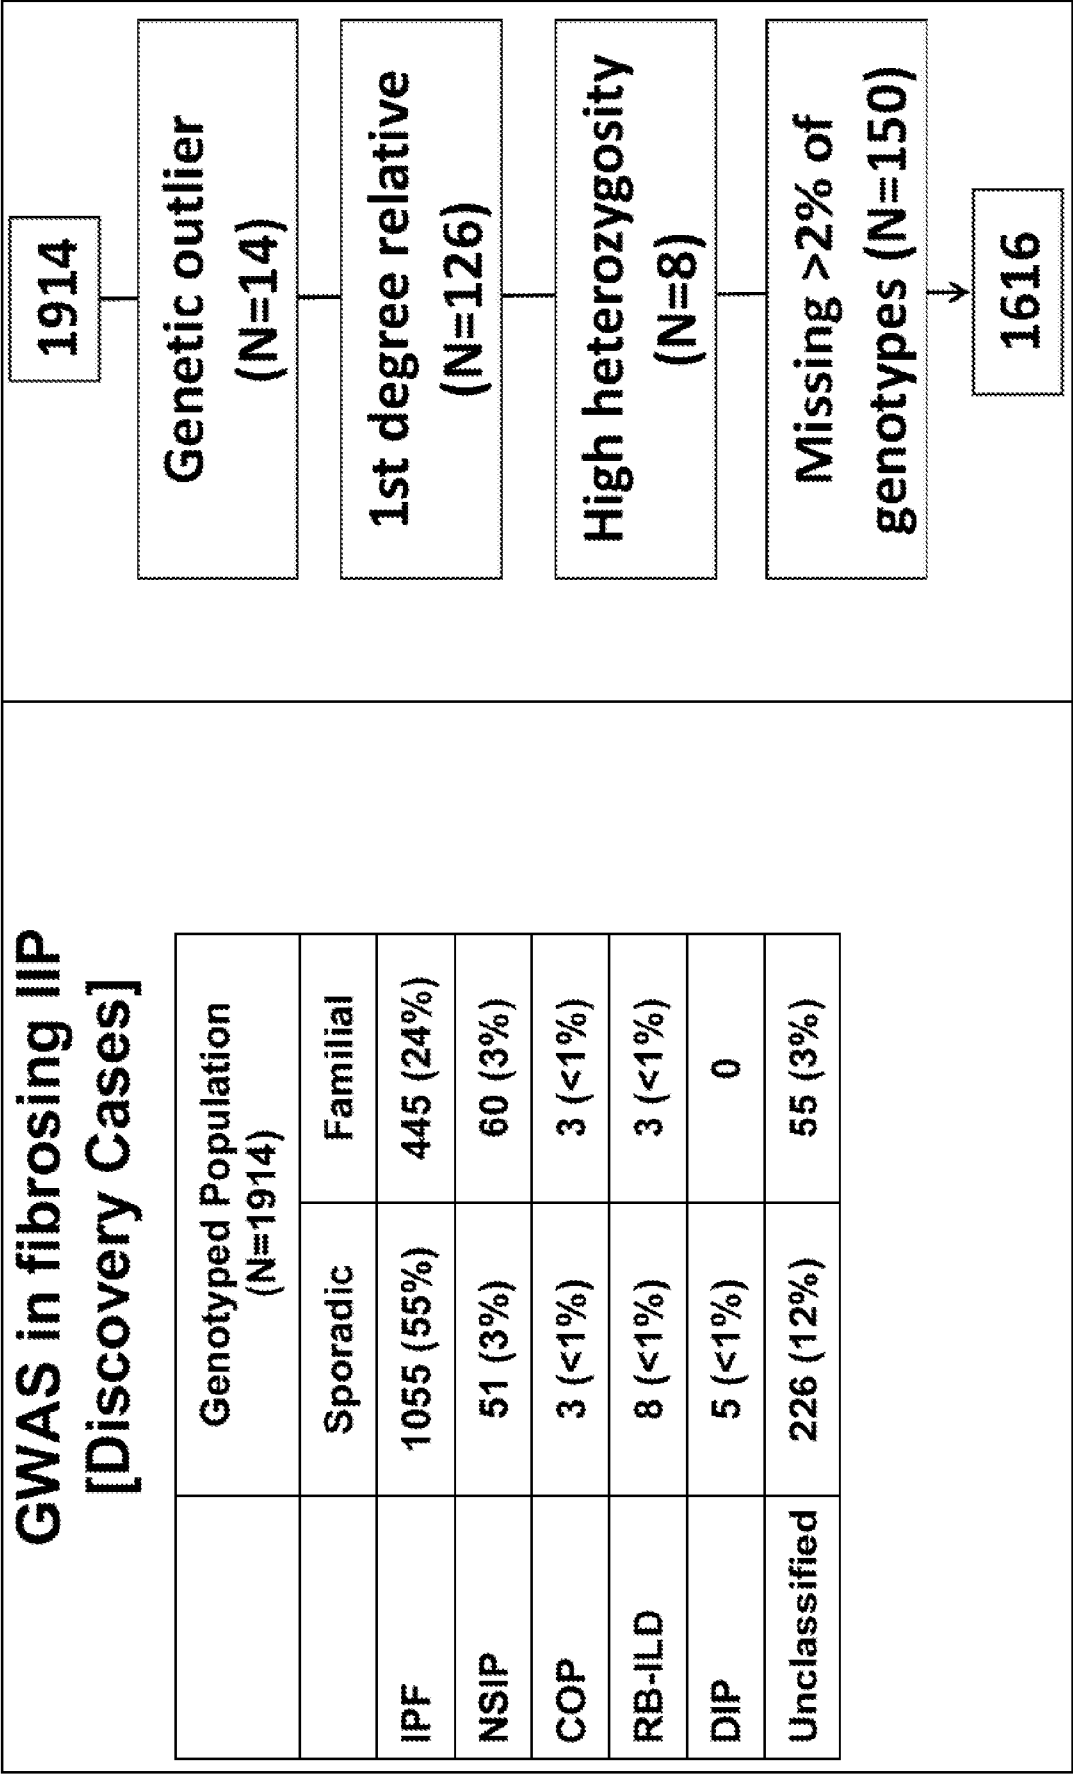 GWAS in fibrosing IIP
[Discovery Cases]
Genotyped Population
(N=1914)
Sporadic Familial
IPF 1055 (55%) 445 (24%)
NSIP 51 (3%) 60 (3%)
COP 3 (<1%) 3 (<1%)
RB-ILD 8 (<1%) 3 (<1%)
DIP 5 (<1%) 0
Unclassified 226 (12%) 55 (3%)
1914
Genetic outlier
(N=14)
1st degree relative
(N=126)
High heterozygosity
(N=8)
Missing >2% of
genotypes (N=150)
1616